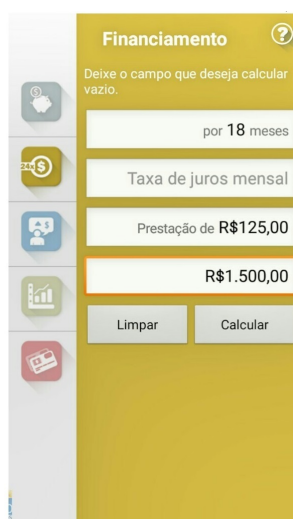 Financiamento
?
Deixe o campo que deseja calcular
vazio.
por 18 meses
Taxa de juros mensal
Prestação de R$125,00
R$1.500,00
Limpar
Calcular